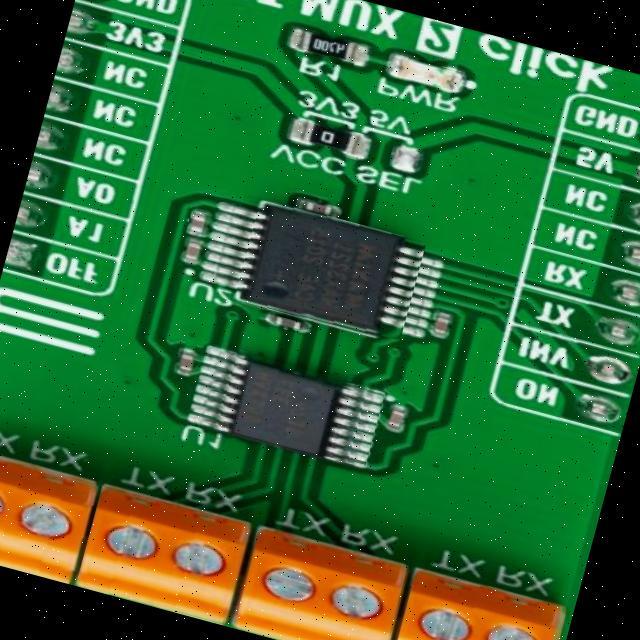 GND
3V3
NC
NC
NC
A0
A1
OFF
MUX 2 click
R1
PWR
3V3 5V
0
VCC SEL
GND
5V
NC
NC
RX
TX
INV
ON
U2
U1
RX
TX RX
TX RX
TX RX